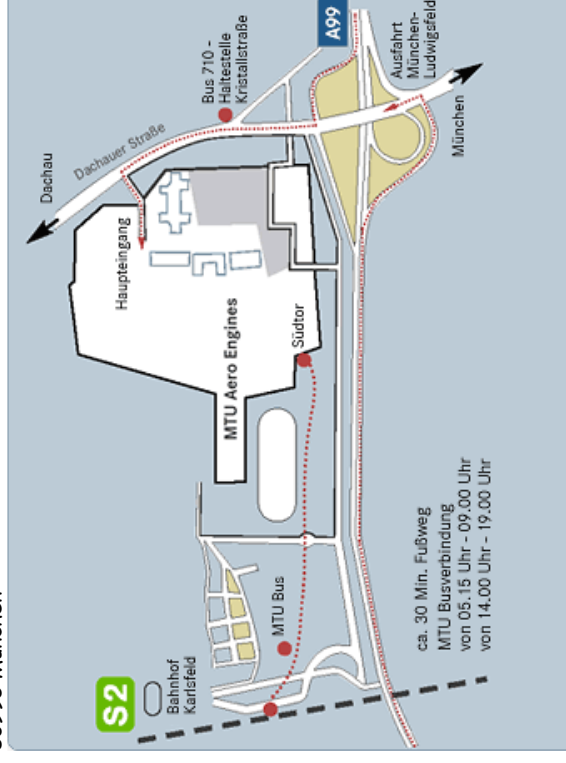 A99
Ausfahrt
München-
Ludwigsfeld
Bus 710 -
Haltestelle
Kristallstraße
München
Dachauer Straße
Dachau
Haupteingang
MTU Aero Engines
Südtor
MTU Bus
S2
Bahnhof
Karlsfeld
ca. 30 Min. Fußweg
MTU Busverbindung
von 05.15 Uhr - 09.00 Uhr
von 14.00 Uhr - 19.00 Uhr